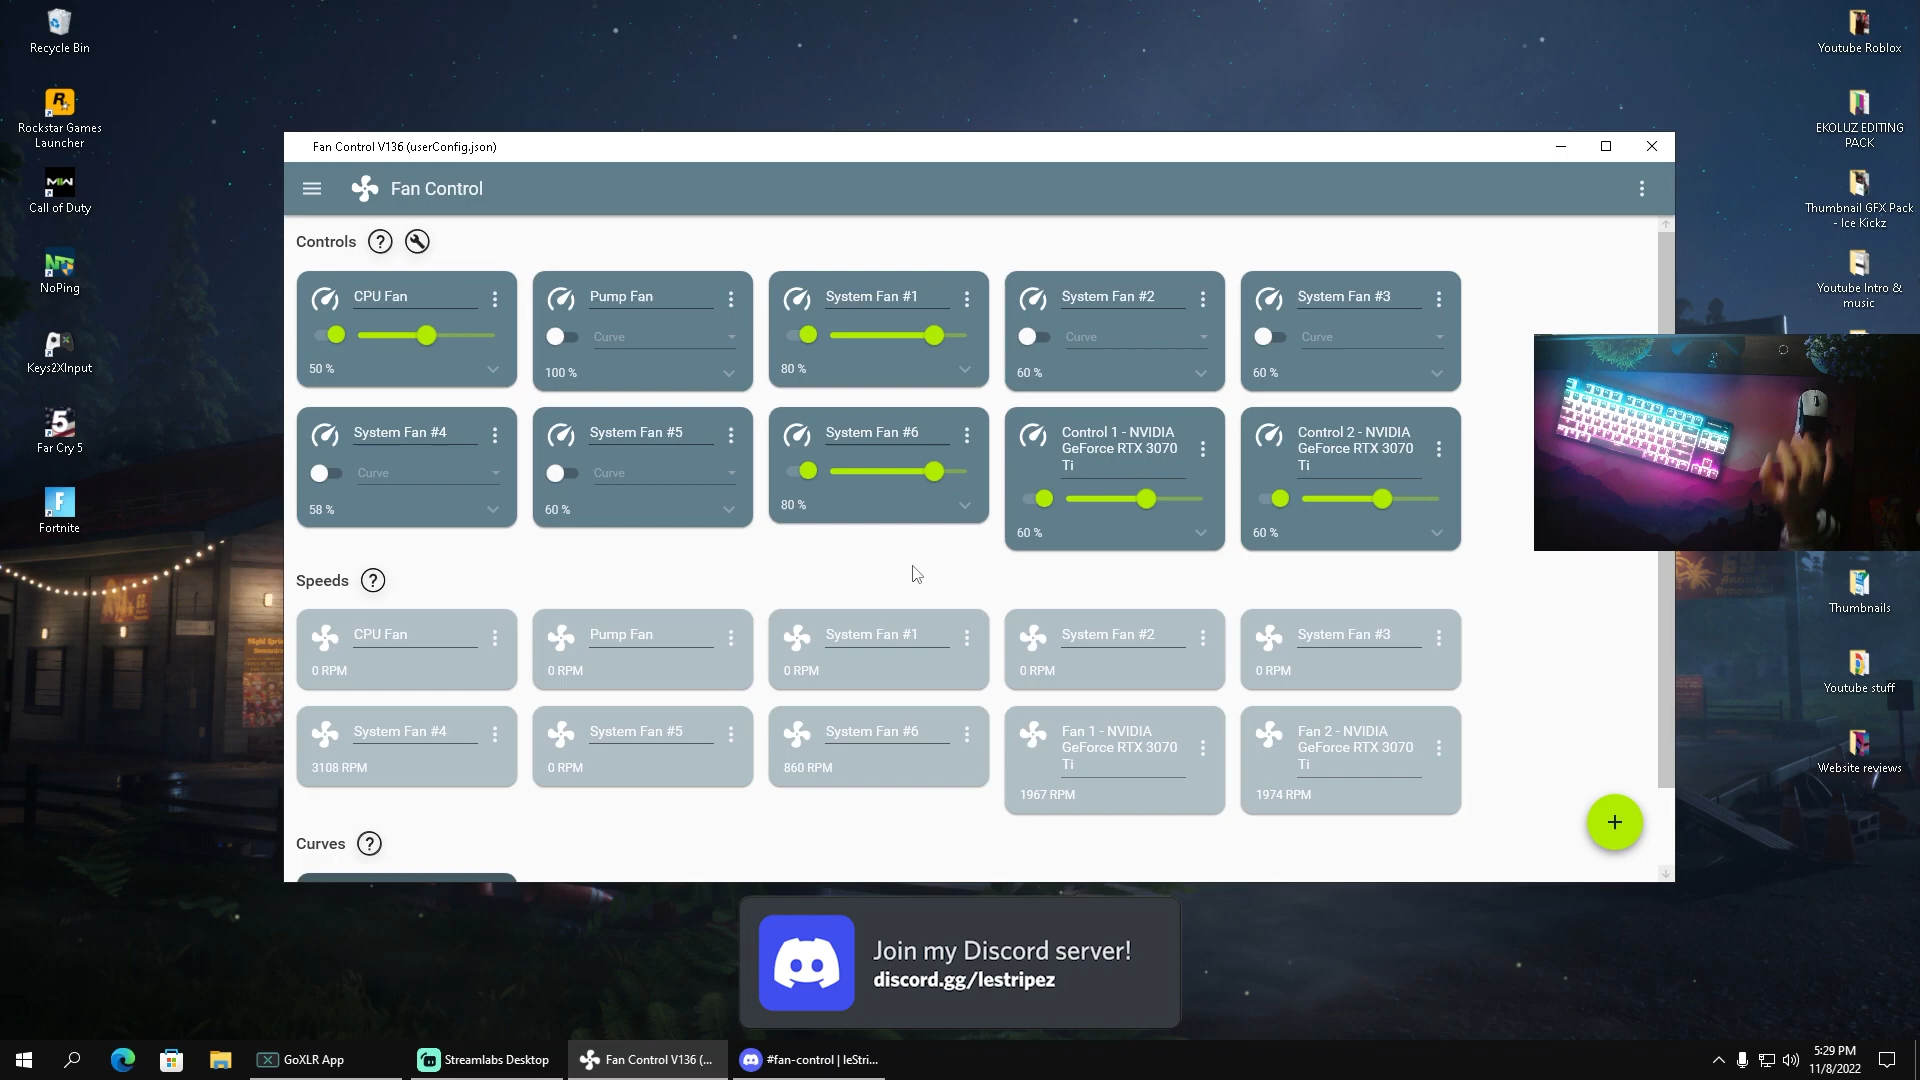 Recycle Bin
Rockstar Games
Launcher
Call of Duty
NoPing
Keys2XInput
Far Cry 5
Fortnite
Fan Control V136 (userConfig.json)
Fan Control
Controls
CPU Fan
50 %
Pump Fan
Curve
100 %
System Fan #1
80 %
System Fan #2
Curve
60 %
System Fan #3
Curve
60 %
System Fan #4
Curve
58 %
System Fan #5
Curve
60 %
System Fan #6
80 %
Control 1 - NVIDIA
GeForce RTX 3070
Ti
60 %
Control 2 - NVIDIA
GeForce RTX 3070
Ti
60 %
Speeds
CPU Fan
0 RPM
Pump Fan
0 RPM
System Fan #1
0 RPM
System Fan #2
0 RPM
System Fan #3
0 RPM
System Fan #4
3108 RPM
System Fan #5
0 RPM
System Fan #6
860 RPM
Fan 1 - NVIDIA
GeForce RTX 3070
Ti
1967 RPM
Fan 2 - NVIDIA
GeForce RTX 3070
Ti
1974 RPM
Curves
Youtube Roblox
EKOLUZ EDITING
PACK
Thumbnail GFX Pack
- Ice Kickz
Youtube Intro &
music
Thumbnails
Youtube stuff
Website reviews
Join my Discord server!
discord.gg/lestripez
GoXLR App
Streamlabs Desktop
Fan Control V136 (...
#fan-control | leStri...
5:29 PM
11/8/2022